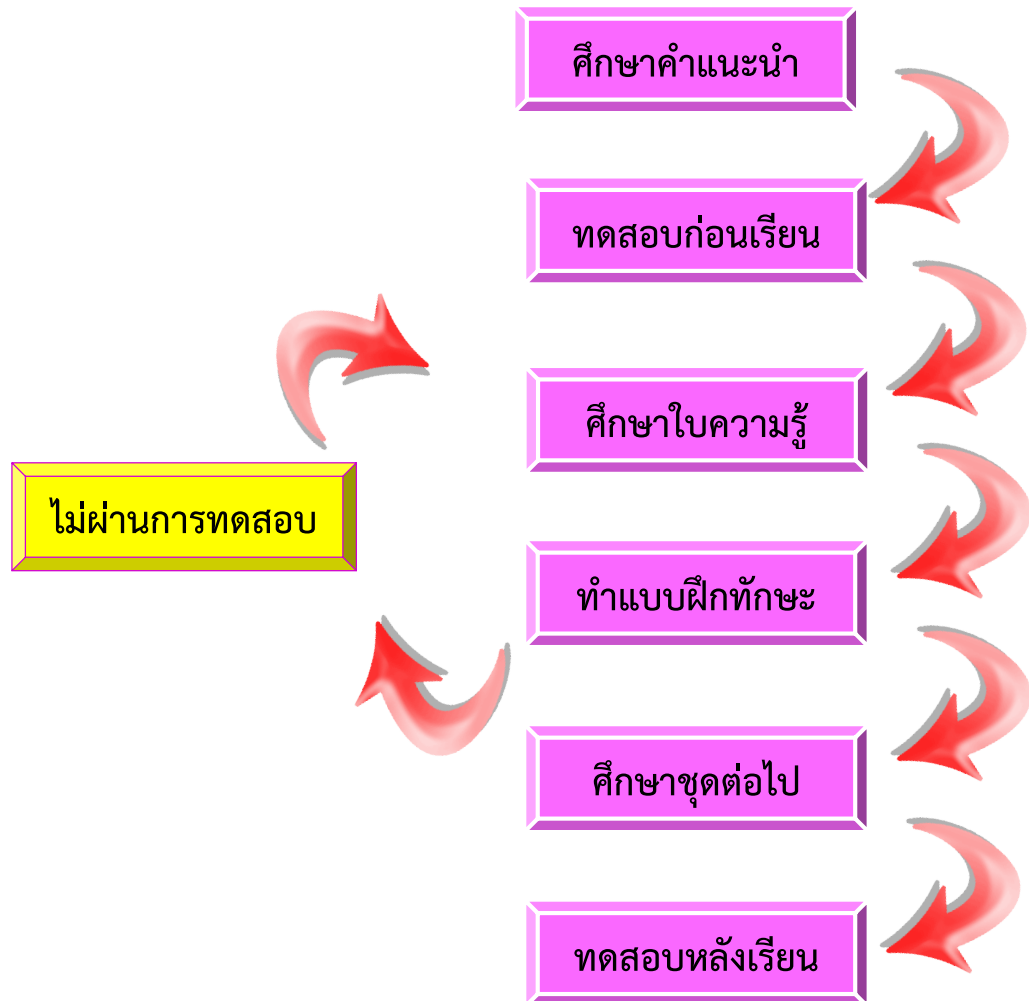 ศึกษาคำแนะนำ
ทดสอบก่อนเรียน
ศึกษาใบความรู้
ไม่ผ่านการทดสอบ
ทำแบบฝึกทักษะ
ศึกษาชุดต่อไป
ทดสอบหลังเรียน